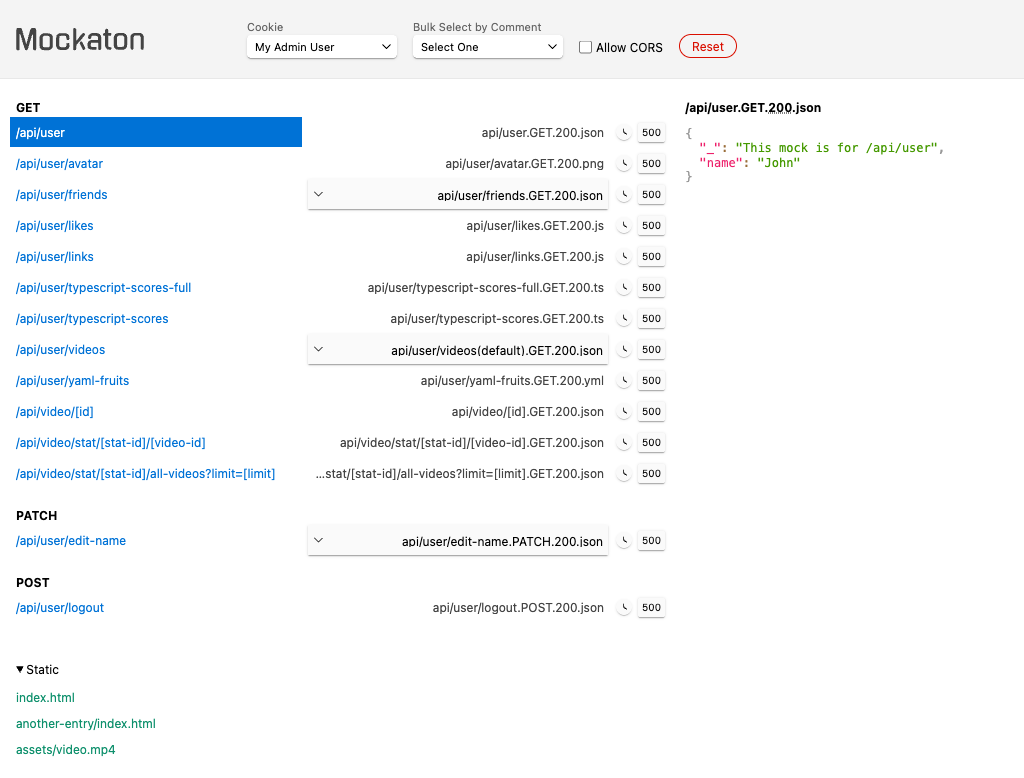 Mockaton
Cookie
My Admin User
Bulk Select by Comment
Select One
Allow CORS
Reset
GET
/api/user api/user.GET.200.json 500
/api/user/avatar api/user/avatar.GET.200.png 500
/api/user/friends api/user/friends.GET.200.json 500
/api/user/likes api/user/likes.GET.200.js 500
/api/user/links api/user/links.GET.200.js 500
/api/user/typescript-scores-full api/user/typescript-scores-full.GET.200.ts 500
/api/user/typescript-scores api/user/typescript-scores.GET.200.ts 500
/api/user/videos api/user/videos(default).GET.200.json 500
/api/user/yaml-fruits api/user/yaml-fruits.GET.200.yml 500
/api/video/[id] api/video/[id].GET.200.json 500
/api/video/stat/[stat-id]/[video-id] api/video/stat/[stat-id]/[video-id].GET.200.json 500
/api/video/stat/[stat-id]/all-videos?limit=[limit] ...stat/[stat-id]/all-videos?limit=[limit].GET.200.json 500
PATCH
/api/user/edit-name api/user/edit-name.PATCH.200.json 500
POST
/api/user/logout api/user/logout.POST.200.json 500
▼ Static
index.html
another-entry/index.html
assets/video.mp4
/api/user.GET.200.json
{
"_": "This mock is for /api/user",
"name": "John"
}